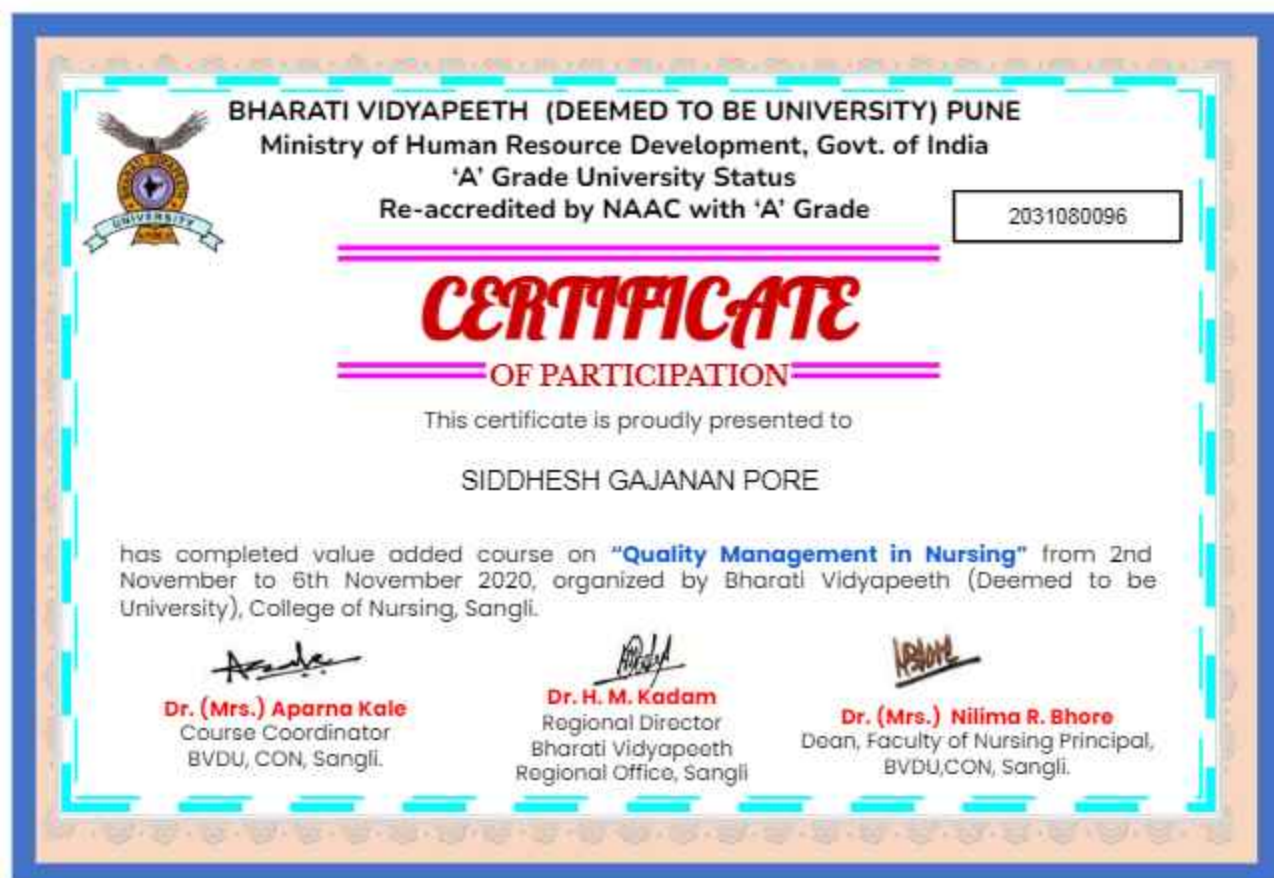 BHARATI VIDYAPEETH (DEEMED TO BE UNIVERSITY) PUNE
Ministry of Human Resource Development, Govt. of India
‘A’ Grade University Status
Re-accredited by NAAC with ‘A’ Grade
2031080096
BHARATI VIDYAPEETH
UNIVERSITY
CERTIFICATE
OF PARTICIPATION
This certificate is proudly presented to
SIDDHESH GAJANAN PORE
has completed value added course on “Quality Management in Nursing” from 2nd
November to 6th November 2020, organized by Bharati Vidyapeeth (Deemed to be
University), College of Nursing, Sangli.
Dr. (Mrs.) Aparna Kale
Course Coordinator
BVDU, CON, Sangli.
Dr. H. M. Kadam
Regional Director
Bharati Vidyapeeth
Regional Office, Sangli
Dr. (Mrs.) Nilima R. Bhore
Dean, Faculty of Nursing Principal,
BVDU,CON, Sangli.